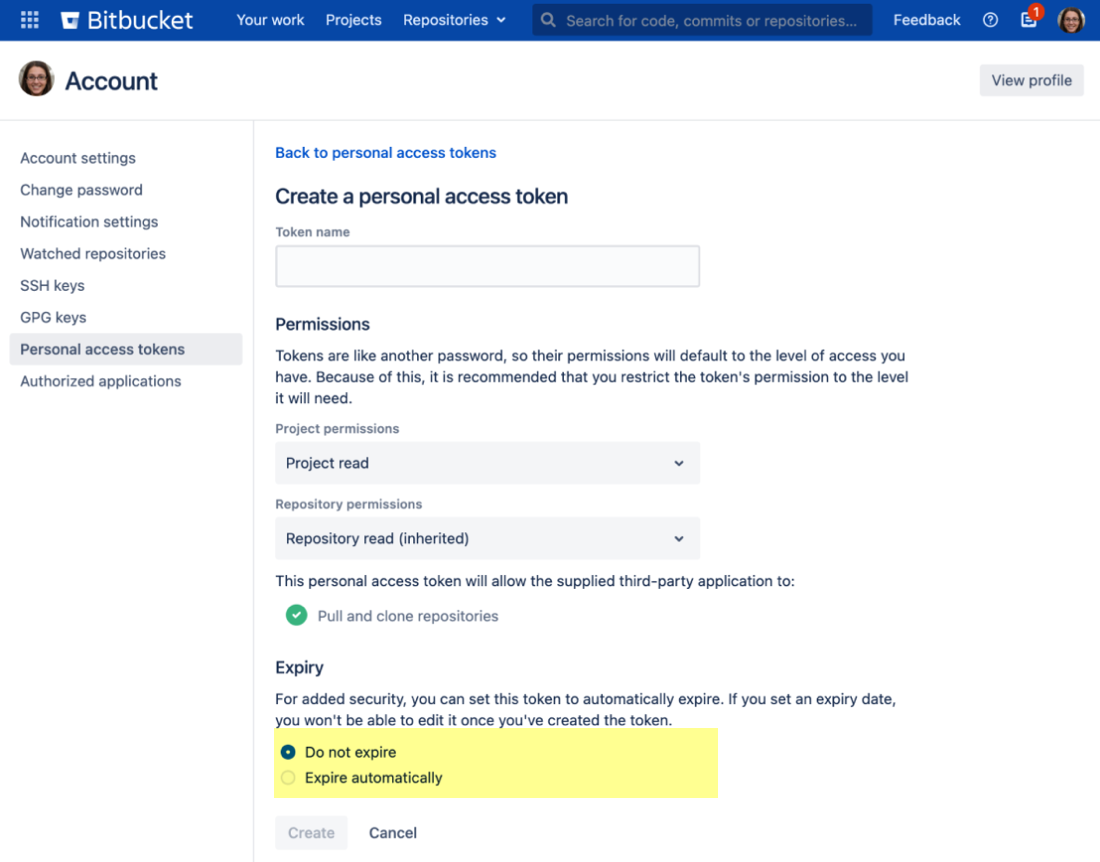 Bitbucket Your work Projects Repositories Search for code, commits or repositories... Feedback 1
Account View profile
Account settings
Change password
Notification settings
Watched repositories
SSH keys
GPG keys
Personal access tokens
Authorized applications
Back to personal access tokens
Create a personal access token
Token name
Permissions
Tokens are like another password, so their permissions will default to the level of access you
have. Because of this, it is recommended that you restrict the token's permission to the level
it will need.
Project permissions
Project read
Repository permissions
Repository read (inherited)
This personal access token will allow the supplied third-party application to:
Pull and clone repositories
Expiry
For added security, you can set this token to automatically expire. If you set an expiry date,
you won't be able to edit it once you've created the token.
Do not expire
Expire automatically
Create Cancel